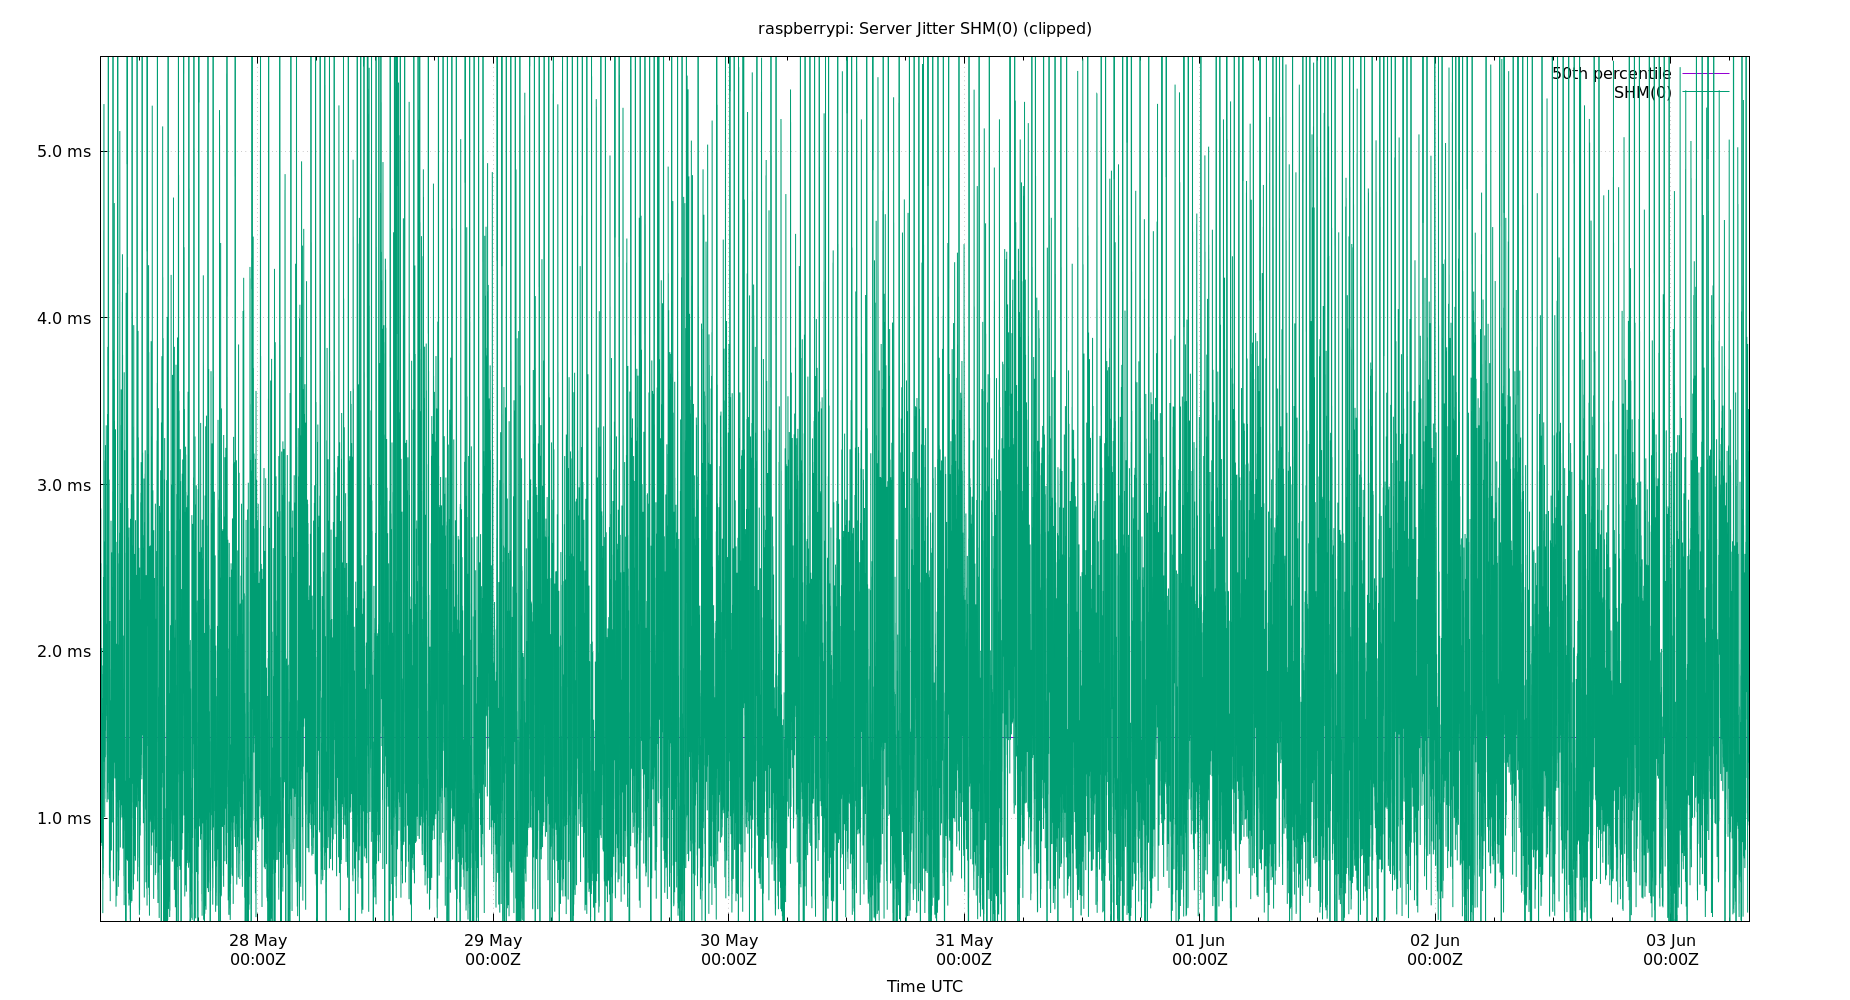 raspberrypi: Server Jitter SHM(0) (clipped)
50th percentile
SHM(0)
5.0 ms
4.0 ms
3.0 ms
2.0 ms
1.0 ms
28 May 29 May 30 May 31 May 01 Jun 02 Jun 03 Jun
00:00Z 00:00Z 00:00Z 00:00Z 00:00Z 00:00Z 00:00Z
Time UTC